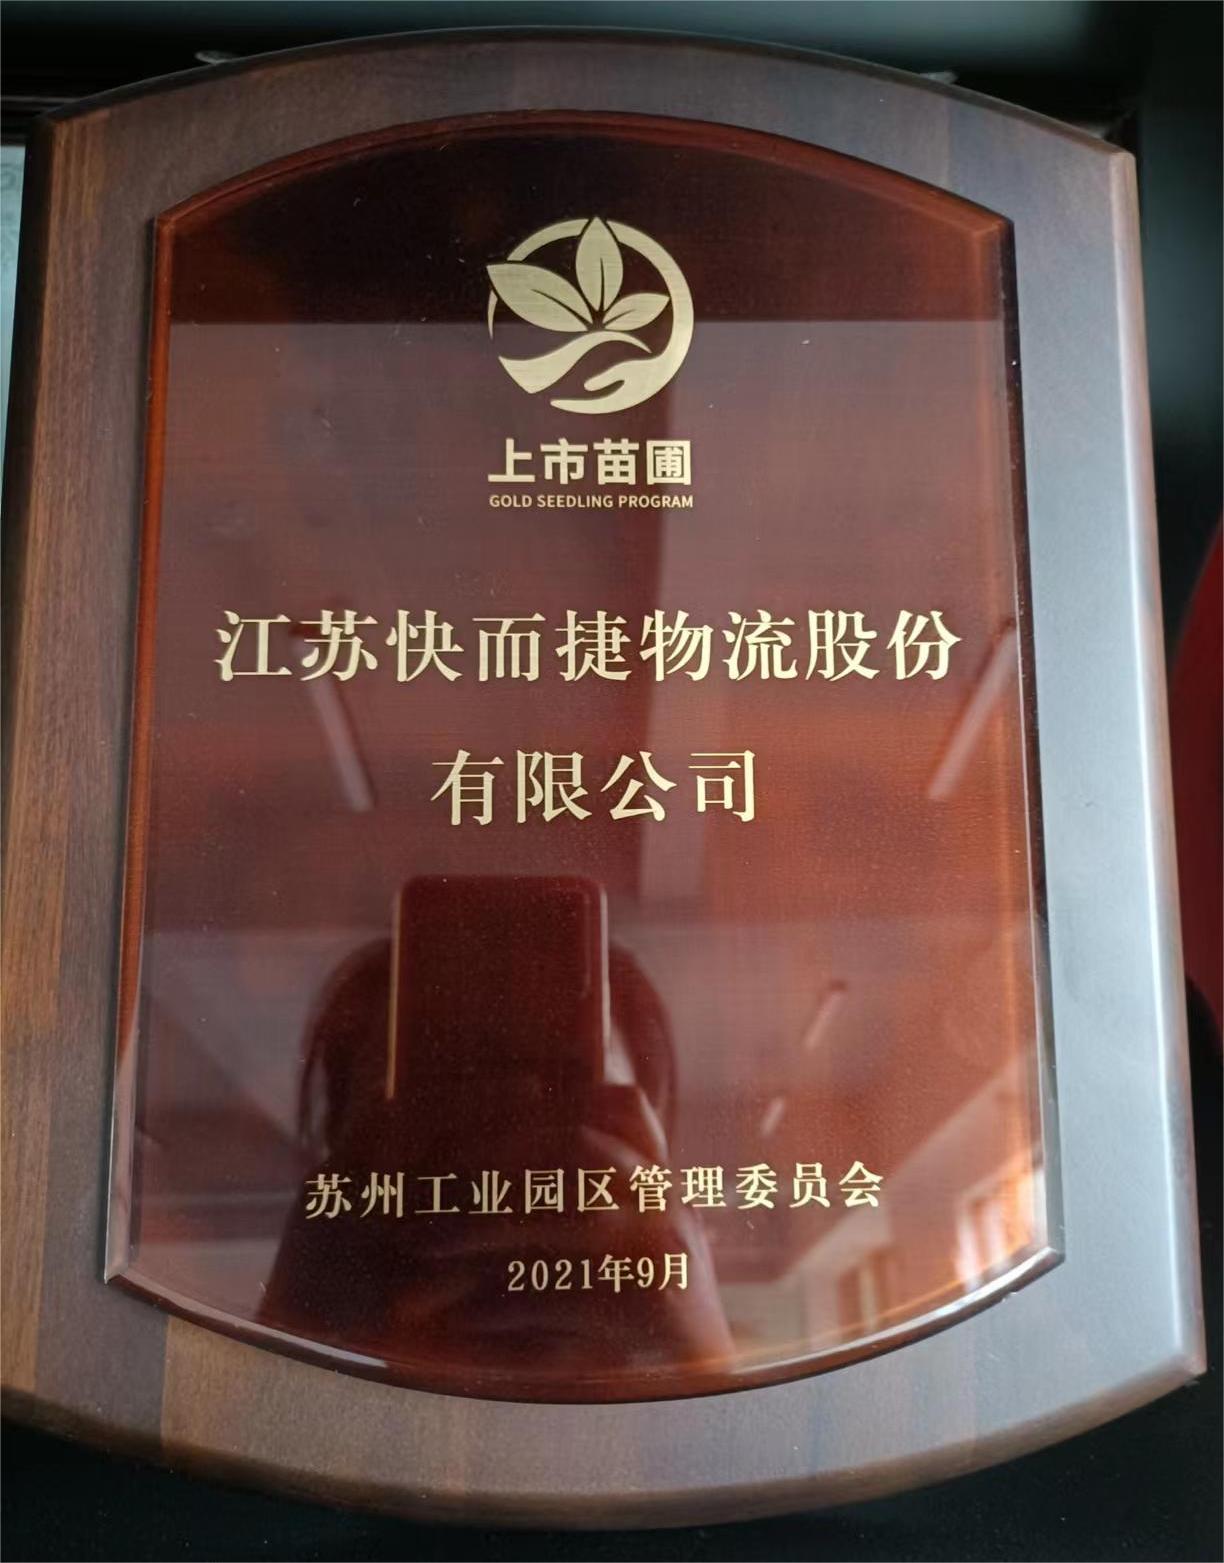 上市苗圃
GOLD SEEDLING PROGRAM
江苏快而捷物流股份
有限公司
苏州工业园区管理委员会
2021年9月